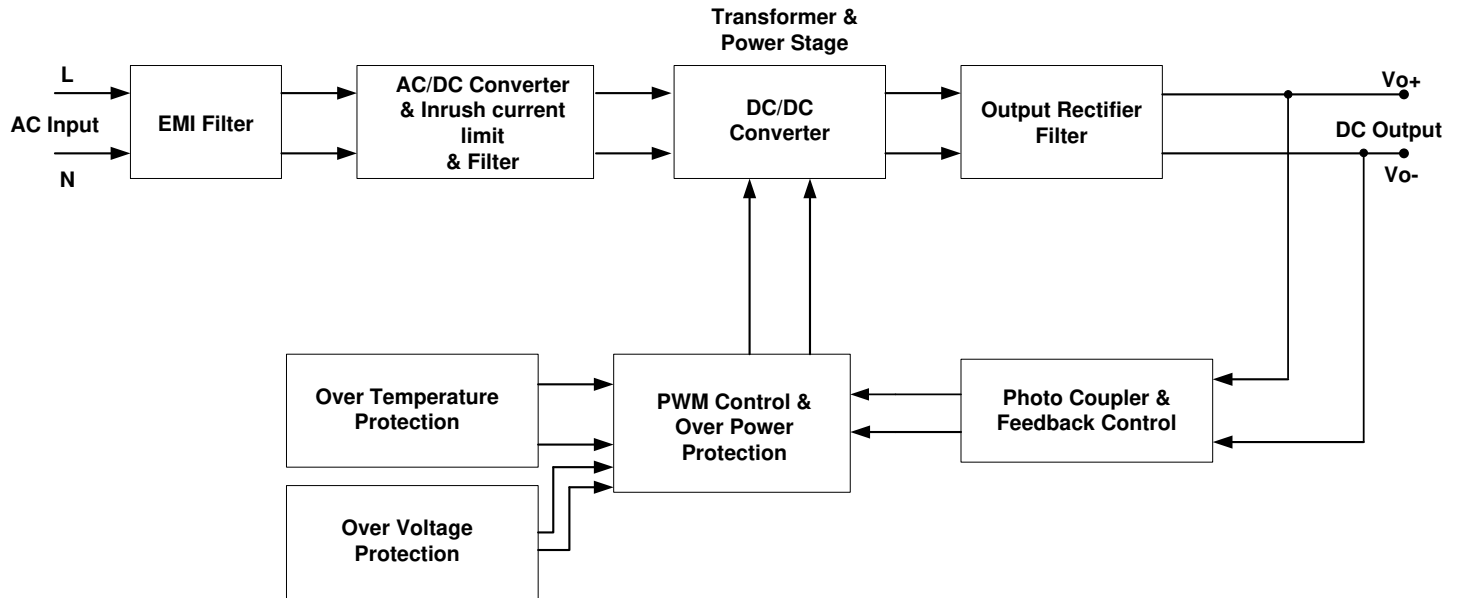 Transformer &
Power Stage
L
AC Input
N
EMI Filter
AC/DC Converter
& Inrush current
limit
& Filter
DC/DC
Converter
Output Rectifier
Filter
Vo+
DC Output
Vo-
Over Temperature
Protection
PWM Control &
Over Power
Protection
Photo Coupler &
Feedback Control
Over Voltage
Protection